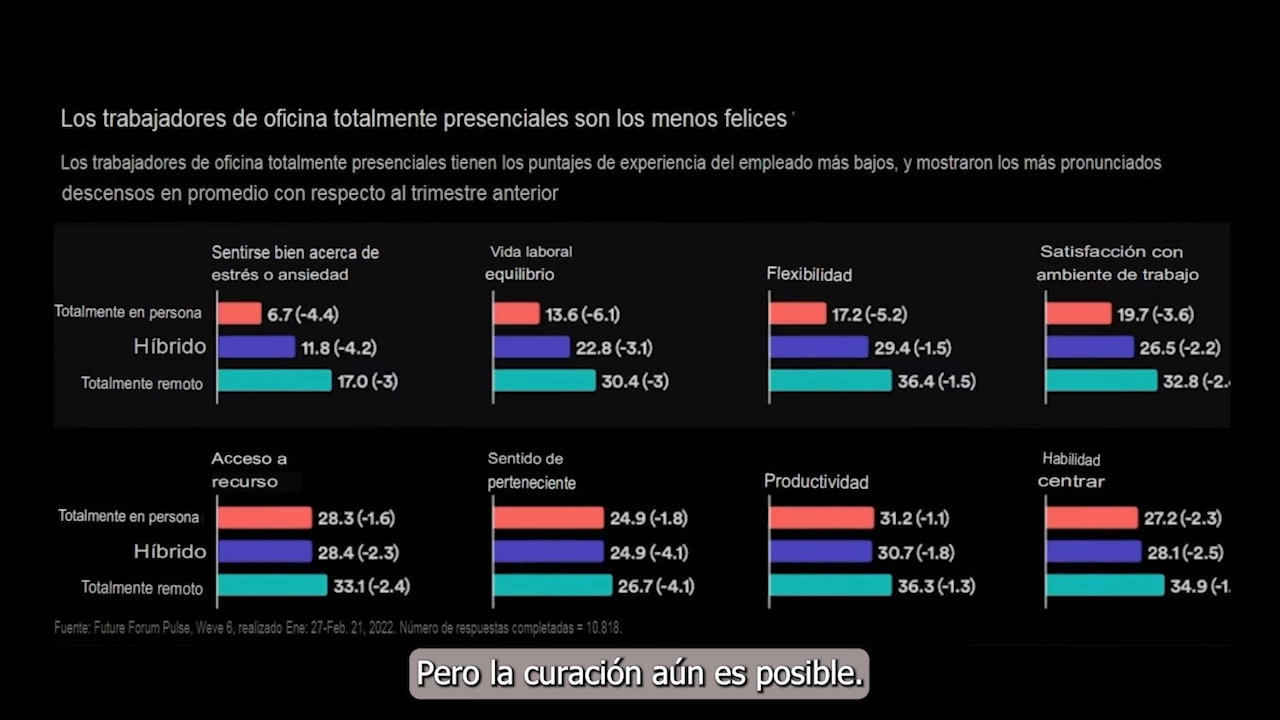 Los trabajadores de oficina totalmente presenciales son los menos felices
Los trabajadores de oficina totalmente presenciales tienen los puntajes de experiencia del empleado más bajos, y mostraron los más pronunciados
descensos en promedio con respecto al trimestre anterior
Sentirse bien acerca de
estrés o ansiedad
Totalmente en persona 6.7 (-4.4)
Híbrido 11.8 (-4.2)
Totalmente remoto 17.0 (-3)
Vida laboral
equilibrio
13.6 (-6.1)
22.8 (-3.1)
30.4 (-3)
Flexibilidad
17.2 (-5.2)
29.4 (-1.5)
36.4 (-1.5)
Satisfacción con
ambiente de trabajo
19.7 (-3.6)
26.5 (-2.2)
32.8 (-2.
Acceso a
recurso
Totalmente en persona 28.3 (-1.6)
Híbrido 28.4 (-2.3)
Totalmente remoto 33.1 (-2.4)
Sentido de
perteneciente
24.9 (-1.8)
24.9 (-4.1)
26.7 (-4.1)
Productividad
31.2 (-1.1)
30.7 (-1.8)
36.3 (-1.3)
Habilidad
centrar
27.2 (-2.3)
28.1 (-2.5)
34.9 (-1.
Fuente: Future Forum Pulse, Weve 6, realizado Ene: 27-Feb. 21, 2022. Número de respuestas completadas = 10.818.
Pero la curación aún es posible.